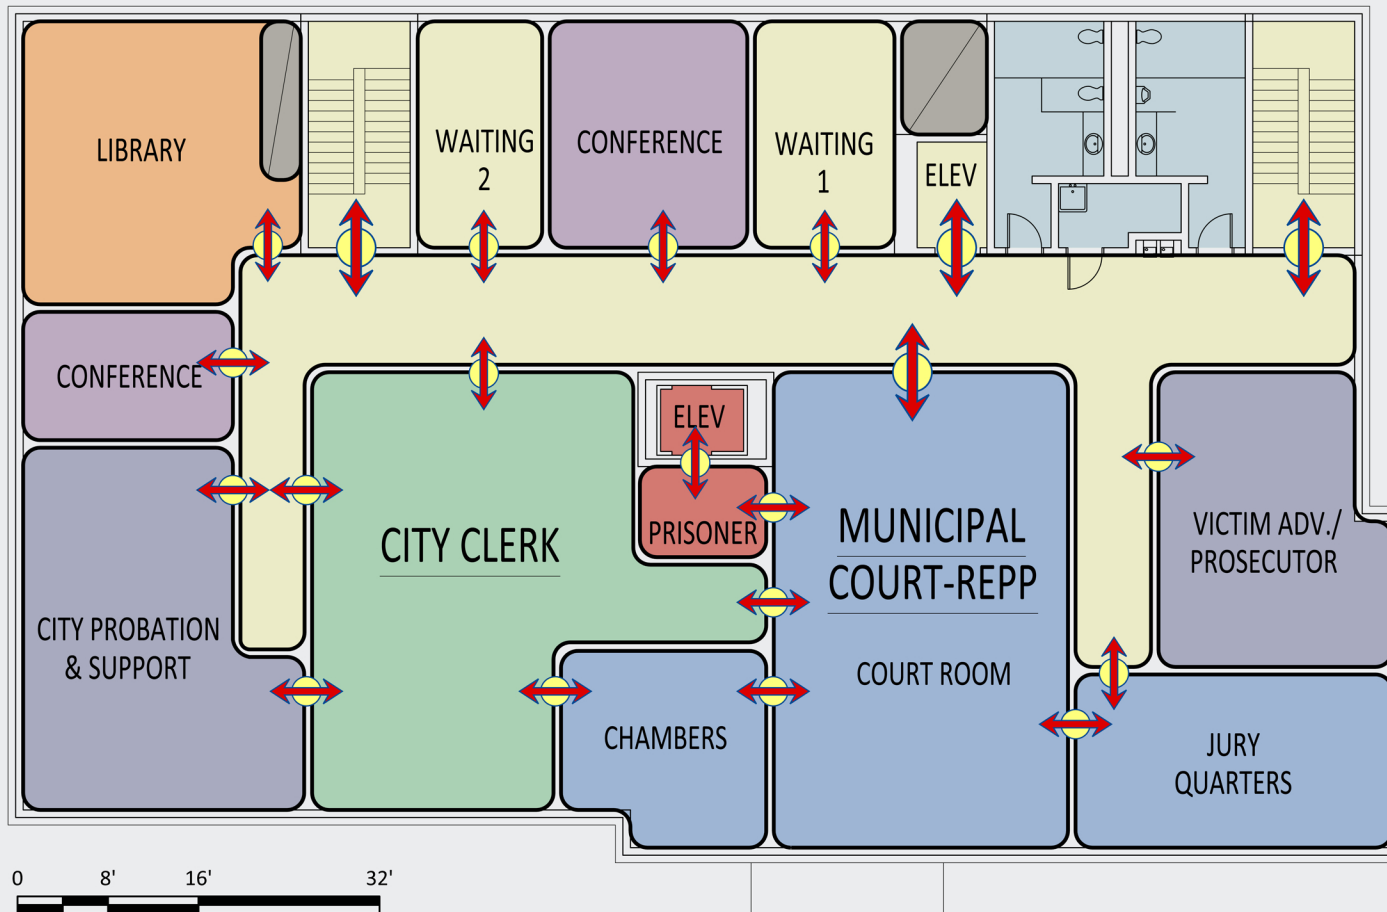 LIBRARY
WAITING
2
CONFERENCE
WAITING
1
ELEV
CONFERENCE
ELEV
PRISONER
CITY CLERK
MUNICIPAL
COURT-REPP
COURT ROOM
VICTIM ADV./
PROSECUTOR
CITY PROBATION
& SUPPORT
CHAMBERS
JURY
QUARTERS
0 8' 16' 32'